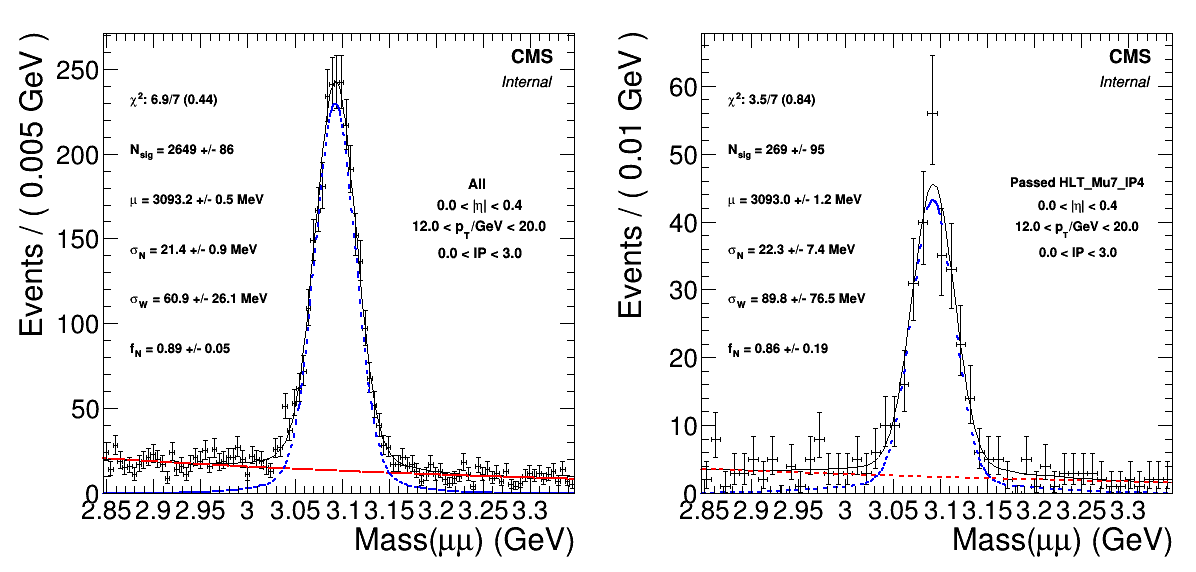 Events / ( 0.005 GeV )
250
200
150
100
50
0
CMS
Internal
χ²: 6.9/7 (0.44)
N_sig = 2649 +/- 86
μ = 3093.2 +/- 0.5 MeV
σ_N = 21.4 +/- 0.9 MeV
σ_W = 60.9 +/- 26.1 MeV
f_N = 0.89 +/- 0.05
All
0.0 < |η| < 0.4
12.0 < p_T/GeV < 20.0
0.0 < IP < 3.0
2.85 2.9 2.95 3 3.05 3.1 3.15 3.2 3.25 3.3
Mass(μμ) (GeV)
Events / ( 0.01 GeV )
60
50
40
30
20
10
0
CMS
Internal
χ²: 3.5/7 (0.84)
N_sig = 269 +/- 95
μ = 3093.0 +/- 1.2 MeV
σ_N = 22.3 +/- 7.4 MeV
σ_W = 89.8 +/- 76.5 MeV
f_N = 0.86 +/- 0.19
Passed HLT_Mu7_IP4
0.0 < |η| < 0.4
12.0 < p_T/GeV < 20.0
0.0 < IP < 3.0
2.85 2.9 2.95 3 3.05 3.1 3.15 3.2 3.25 3.3
Mass(μμ) (GeV)